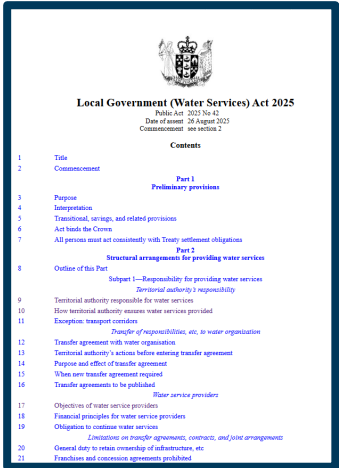 Local Government (Water Services) Act 2025
Public Act 2025 No 42
Date of assent 26 August 2025
Commencement see section 2
Contents
1 Title
2 Commencement
Part 1
Preliminary provisions
3 Purpose
4 Interpretation
5 Transitional, savings, and related provisions
6 Act binds the Crown
7 All persons must act consistently with Treaty settlement obligations
Part 2
Structural arrangements for providing water services
8 Outline of this Part
Subpart 1—Responsibility for providing water services
Territorial authority's responsibility
9 Territorial authority responsible for water services
10 How territorial authority ensures water services provided
11 Exception: transport corridors
Transfer of responsibilities, etc, to water organisation
12 Transfer agreement with water organisation
13 Territorial authority's actions before entering transfer agreement
14 Purpose and effect of transfer agreement
15 When new transfer agreement required
16 Transfer agreements to be published
Water service providers
17 Objectives of water service providers
18 Financial principles for water service providers
19 Obligation to continue water services
Limitations on transfer agreements, contracts, and joint arrangements
20 General duty to retain ownership of infrastructure, etc
21 Franchises and concession agreements prohibited